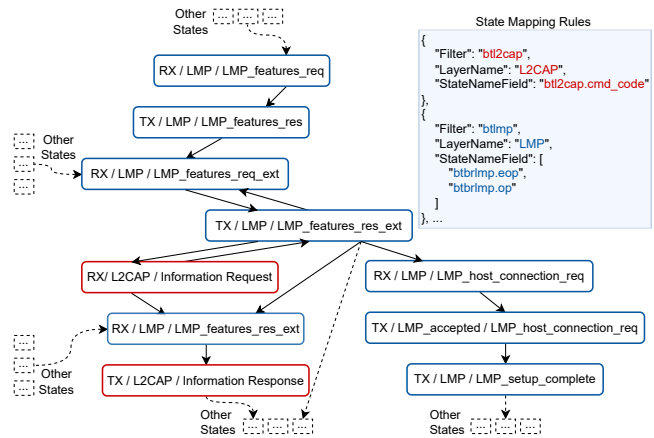 Other
States
... ... ...
State Mapping Rules
RX / LMP / LMP_features_req
TX / LMP / LMP_features_res
Other
States
...
...
...
RX / LMP / LMP_features_req_ext
TX / LMP / LMP_features_res_ext
{
"Filter": "btl2cap",
"LayerName": "L2CAP",
"StateNameField": "btl2cap.cmd_code"
},
{
"Filter": "btlmp",
"LayerName": "LMP",
"StateNameField": [
"btbrlmp.eop",
"btbrlmp.op"
]
}, ...
RX/ L2CAP / Information Request
RX / LMP / LMP_host_connection_req
RX / LMP / LMP_features_res_ext
TX / LMP_accepted / LMP_host_connection_req
...
...
...
Other
States
TX / L2CAP / Information Response
TX / LMP / LMP_setup_complete
Other
States
... ... ...
Other
States
... ... ...